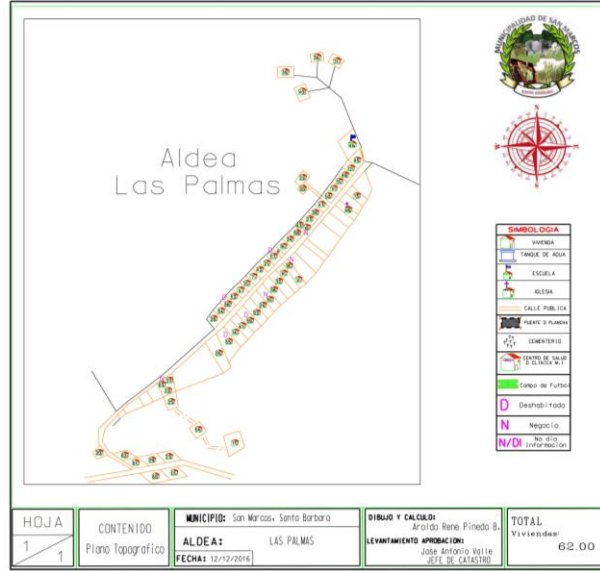 MUNICIPALIDAD DE SAN MARCOS
SANTA BARBARA
N
W
E
S
Aldea
Las Palmas
SIMBOLOGIA
VIVIENDA
TANQUE DE AGUA
ESCUELA
IGLESIA
CALLE PUBLICA
PUENTE O PLANCHA
CEMENTERIO
CENTRO DE SALUD
O CLINICA M.I
Campo de futbol
D Deshabitada
N Negocio
N/DI No dio
informacion
HOJA
1
1
CONTENIDO
Plano Topografico
MUNICIPIO: San Marcos, Santa Barbara
ALDEA: LAS PALMAS
FECHA: 12/12/2016
DIBUJO Y CALCULO:
Aroldo Rene Pineda B.
LEVANTAMIENTO APROBACION:
Jose Antonio Valle
JEFE DE CATASTRO
TOTAL
Viviendas:
62.00